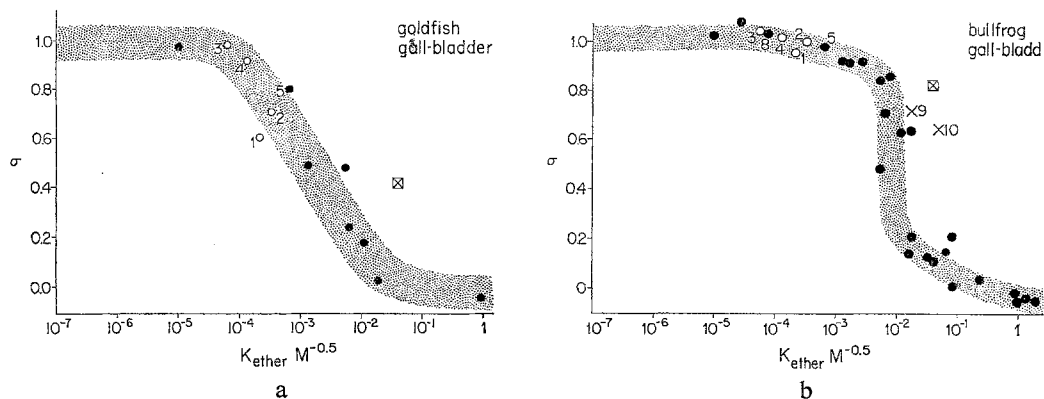 goldfish
gall-bladder
1.0
0.8
0.6
σ
0.4
0.2
0.0
3
4
5
2
1
10⁻⁷ 10⁻⁶ 10⁻⁵ 10⁻⁴ 10⁻³ 10⁻² 10⁻¹ 1
K ether M⁻⁰·⁵
a
bullfrog
gall-bladd
1.0
0.8
0.6
σ
0.4
0.2
0.0
3 2 5
8 4 1
9
10
10⁻⁷ 10⁻⁶ 10⁻⁵ 10⁻⁴ 10⁻³ 10⁻² 10⁻¹ 1
K ether M⁻⁰·⁵
b